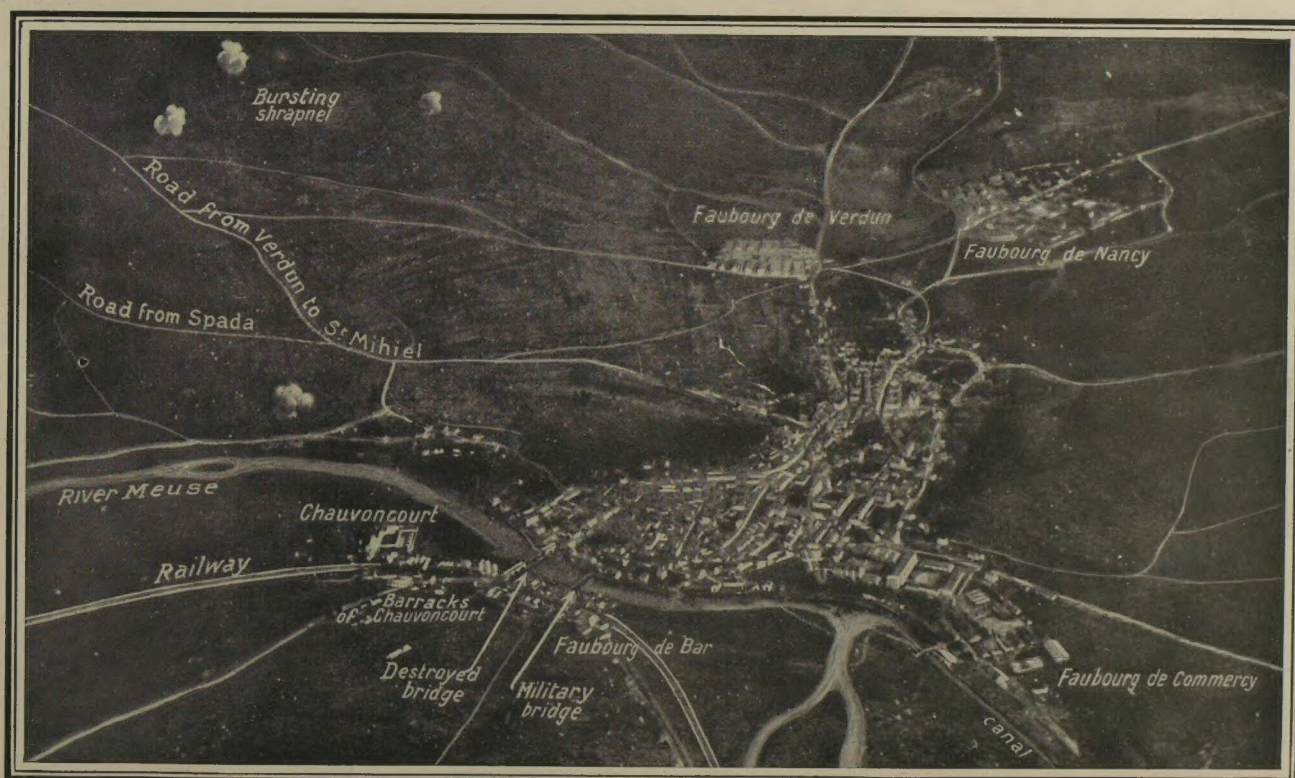 Bursting
shrapnel
Road from Verdun to St Mihiel
Faubourg de Verdun
Faubourg de Nancy
Road from Spada
River Meuse
Chauvoncourt
Railway
Barracks
of Chauvoncourt
Destroyed
bridge
Military
bridge
Faubourg de Bar
Faubourg de Commercy
canal